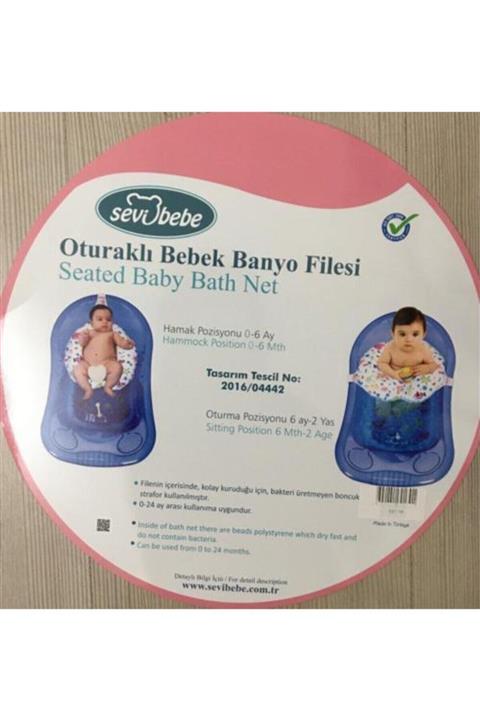 sevi bebe
Oturaklı Bebek Banyo Filesi
Seated Baby Bath Net
Hamak Pozisyonu 0-6 Ay
Hammock Position 0-6 Mth
Tasarım Tescil No:
2016/04442
Oturma Pozisyonu 6 ay-2 Yas
Sitting Position 6 Mth-2 Age
• Filenin içerisinde, kolay kuruduğu için, bakteri üretmeyen boncuk
strafor kullanılmıştır.
• 0-24 ay arası kullanıma uygundur.
• Inside of bath net there are beads polystyrene which dry fast and
do not contain bacteria.
• Can be used from 0 to 24 months.
Made in Türkiye
Detaylı Bilgi İçin / For detail description
www.sevibebe.com.tr